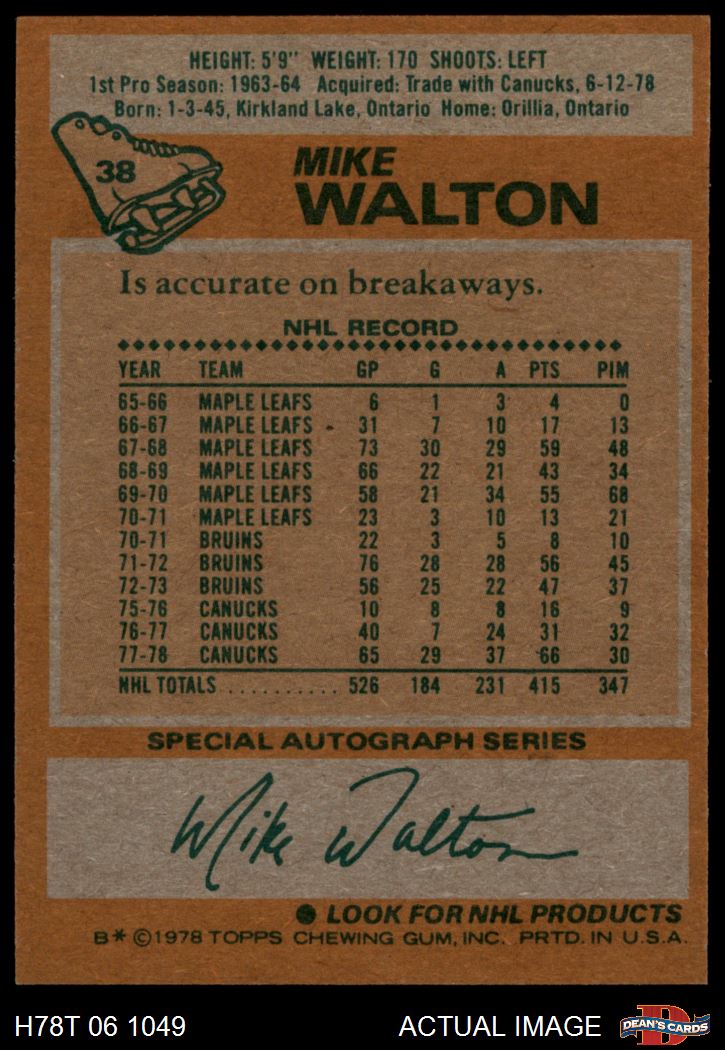 HEIGHT: 5'9" WEIGHT: 170 SHOOTS: LEFT
1st Pro Season: 1963-64 Acquired: Trade with Canucks, 6-12-78
Born: 1-3-45, Kirkland Lake, Ontario Home: Orillia, Ontario
38
MIKE
WALTON
Is accurate on breakaways.
NHL RECORD
YEAR TEAM GP G A PTS PIM
65-66 MAPLE LEAFS 6 1 3 4 0
66-67 MAPLE LEAFS 31 7 10 17 13
67-68 MAPLE LEAFS 73 30 29 59 48
68-69 MAPLE LEAFS 66 22 21 43 34
69-70 MAPLE LEAFS 58 21 34 55 68
70-71 MAPLE LEAFS 23 3 10 13 21
70-71 BRUINS 22 3 5 8 10
71-72 BRUINS 76 28 28 56 45
72-73 BRUINS 56 25 22 47 37
75-76 CANUCKS 10 8 8 16 9
76-77 CANUCKS 40 7 24 31 32
77-78 CANUCKS 65 29 37 66 30
NHL TOTALS........... 526 184 231 415 347
SPECIAL AUTOGRAPH SERIES
Mike Walton
● LOOK FOR NHL PRODUCTS
B* ©1978 TOPPS CHEWING GUM, INC. PRTD. IN U.S.A.
H78T 06 1049 ACTUAL IMAGE D DEAN'S CARDS